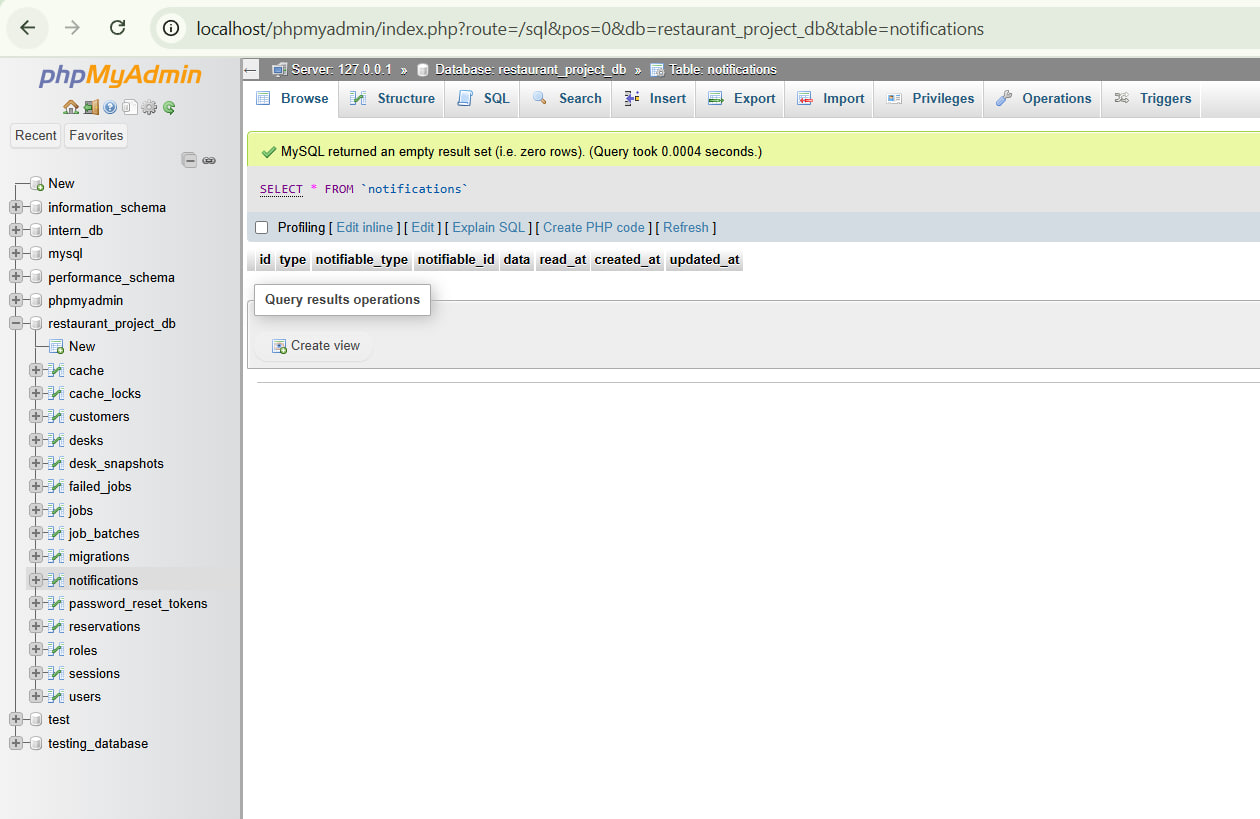 localhost/phpmyadmin/index.php?route=/sql&pos=0&db=restaurant_project_db&table=notifications
phpMyAdmin
Recent Favorites
New
information_schema
intern_db
mysql
performance_schema
phpmyadmin
restaurant_project_db
New
cache
cache_locks
customers
desks
desk_snapshots
failed_jobs
jobs
job_batches
migrations
notifications
password_reset_tokens
reservations
roles
sessions
users
test
testing_database
Server: 127.0.0.1 » Database: restaurant_project_db » Table: notifications
Browse Structure SQL Search Insert Export Import Privileges Operations Triggers
MySQL returned an empty result set (i.e. zero rows). (Query took 0.0004 seconds.)
SELECT * FROM `notifications`
Profiling [ Edit inline ] [ Edit ] [ Explain SQL ] [ Create PHP code ] [ Refresh ]
id type notifiable_type notifiable_id data read_at created_at updated_at
Query results operations
Create view